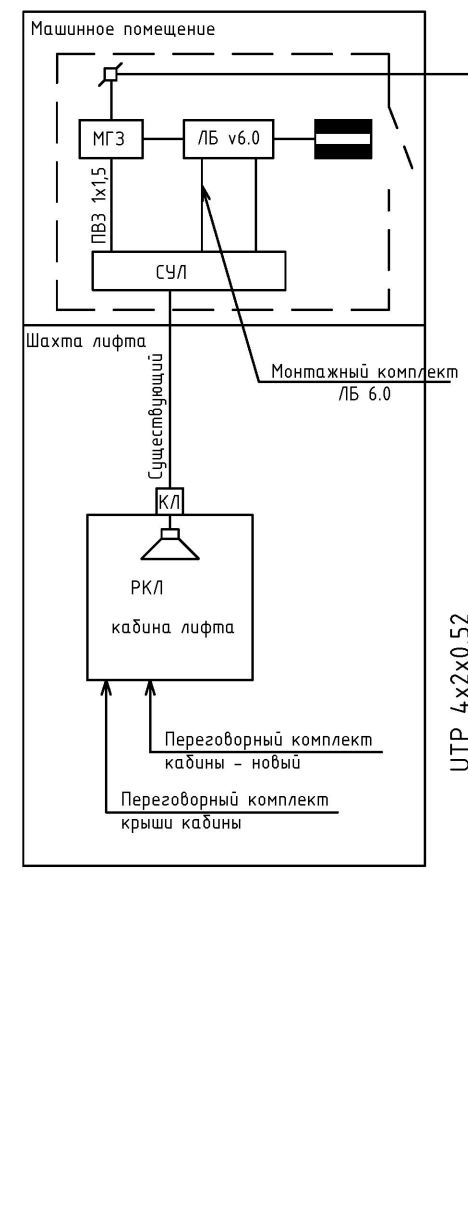 Машинное помещение
МГЗ
ЛБ v6.0
ПВЗ 1x1,5
СУЛ
Шахта лифта
Монтажный комплект
ЛБ 6.0
Существующий
КЛ
РКЛ
кабина лифта
UTP 4x2x0.52
Переговорный комплект
кабины - новый
Переговорный комплект
крыши кабины